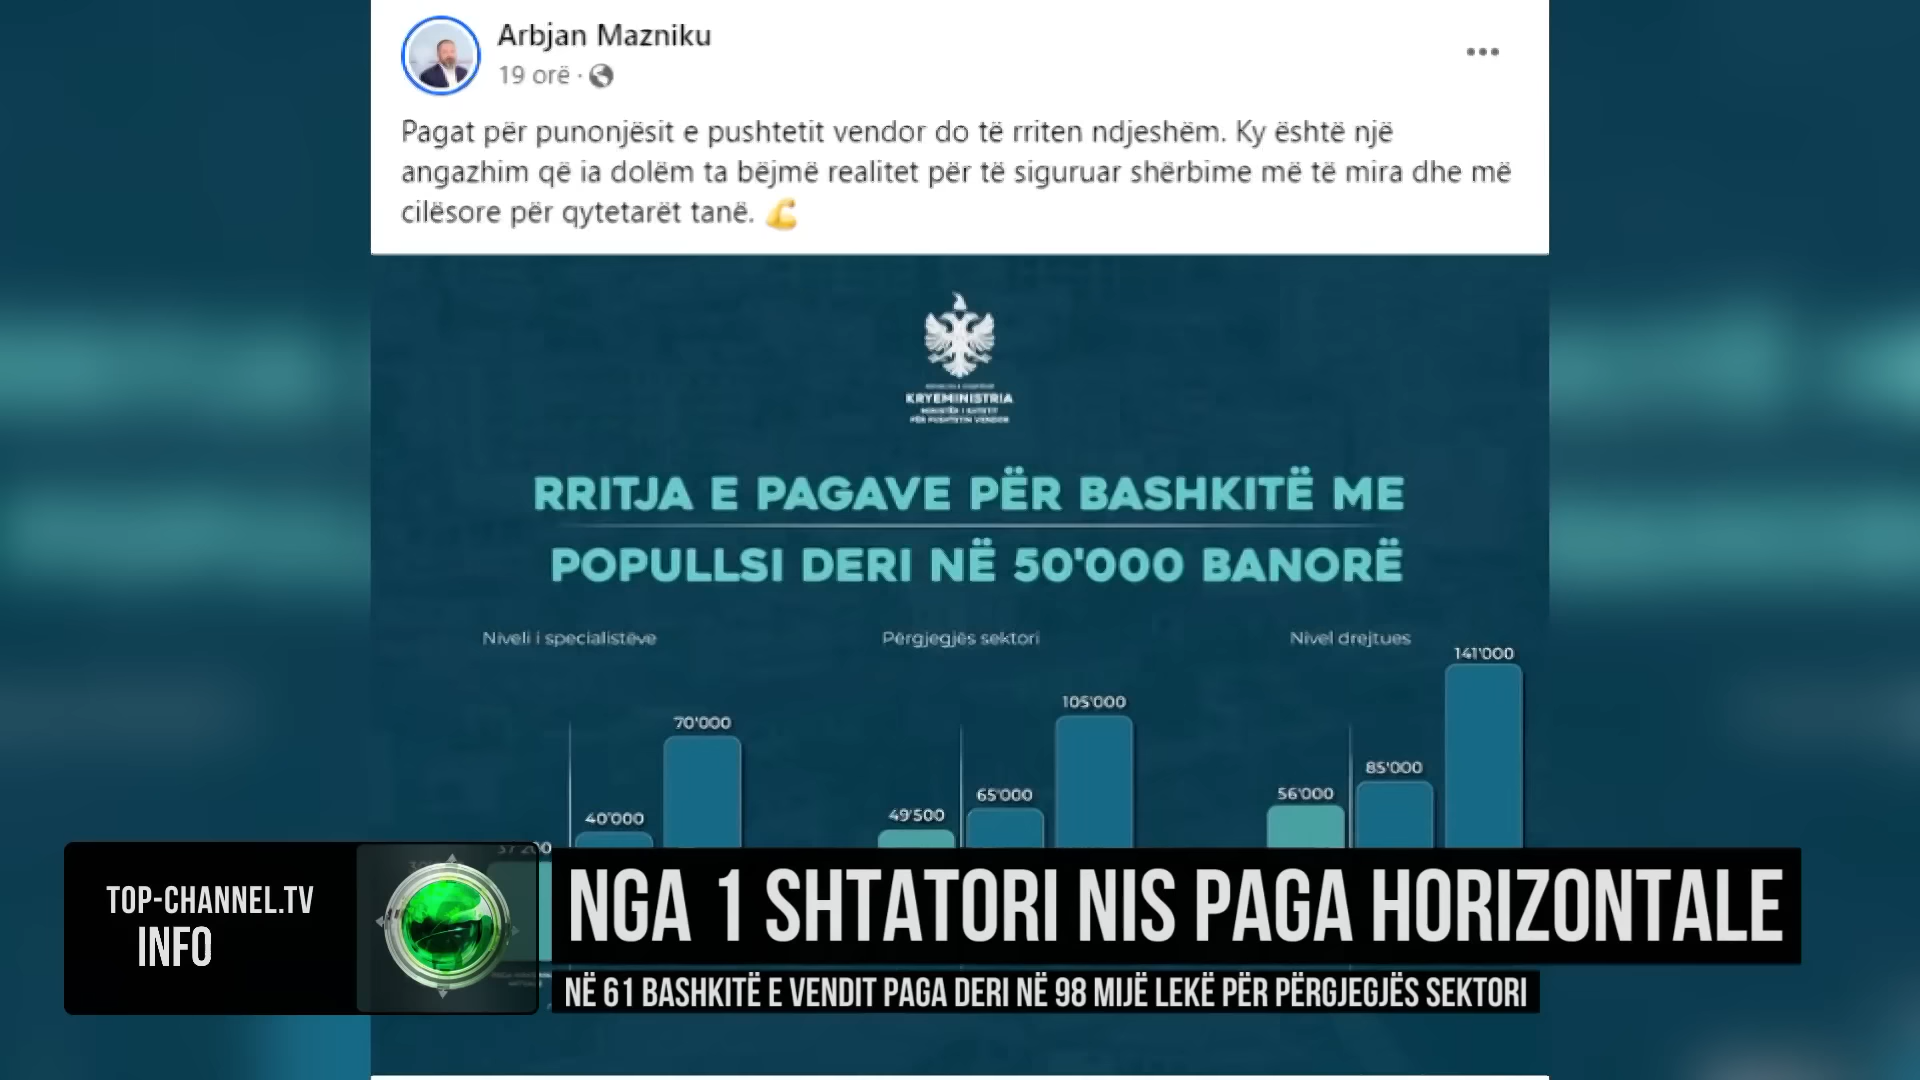 Arbjan Mazniku
19 orë ·
Pagat për punonjësit e pushtetit vendor do të rriten ndjeshëm. Ky është një
angazhim që ia dolëm ta bëjmë realitet për të siguruar shërbime më të mira dhe më
cilësore për qytetarët tanë. 💪
KRYEMINISTRIA
RRITJA E PAGAVE PËR BASHKITË ME
POPULLSI DERI NË 50'000 BANORË
Niveli i specialistëve
Përgjegjës sektori
Nivel drejtues
37'200
40'000
70'000
49'500
65'000
105'000
56'000
85'000
141'000
TOP-CHANNEL.TV
INFO
NGA 1 SHTATORI NIS PAGA HORIZONTALE
NË 61 BASHKITË E VENDIT PAGA DERI NË 98 MIJË LEKË PËR PËRGJEGJËS SEKTORI